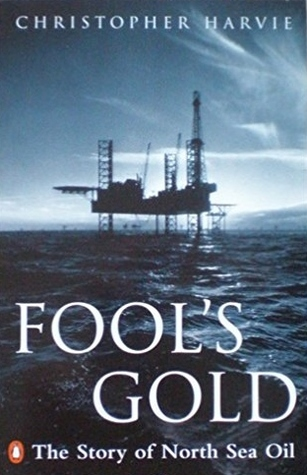 CHRISTOPHER HARVIE
FOOL'S
GOLD
The Story of North Sea Oil